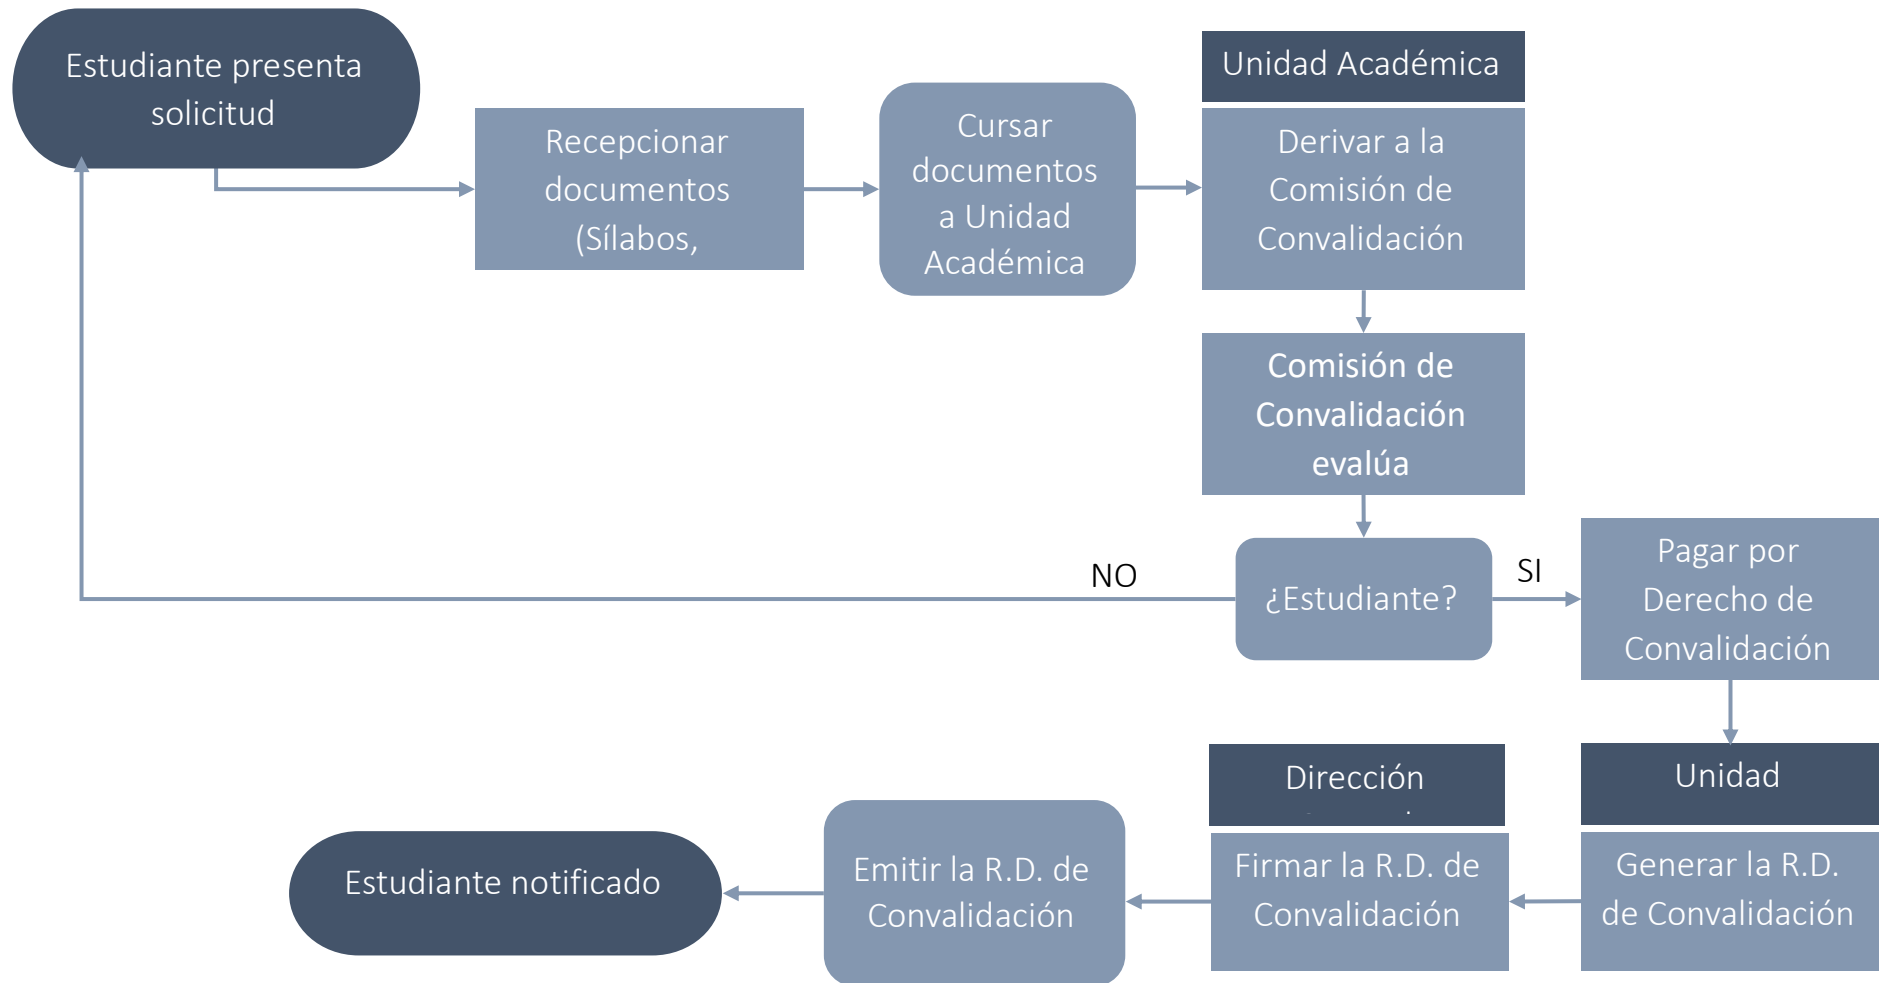 Estudiante presenta
solicitud
Recepcionar
documentos
(Sílabos,
Cursar
documentos
a Unidad
Académica
Unidad Académica
Derivar a la
Comisión de
Convalidación
Comisión de
Convalidación
evalúa
¿Estudiante?
NO
SI
Pagar por
Derecho de
Convalidación
Unidad
Generar la R.D.
de Convalidación
Dirección
Firmar la R.D. de
Convalidación
Emitir la R.D. de
Convalidación
Estudiante notificado